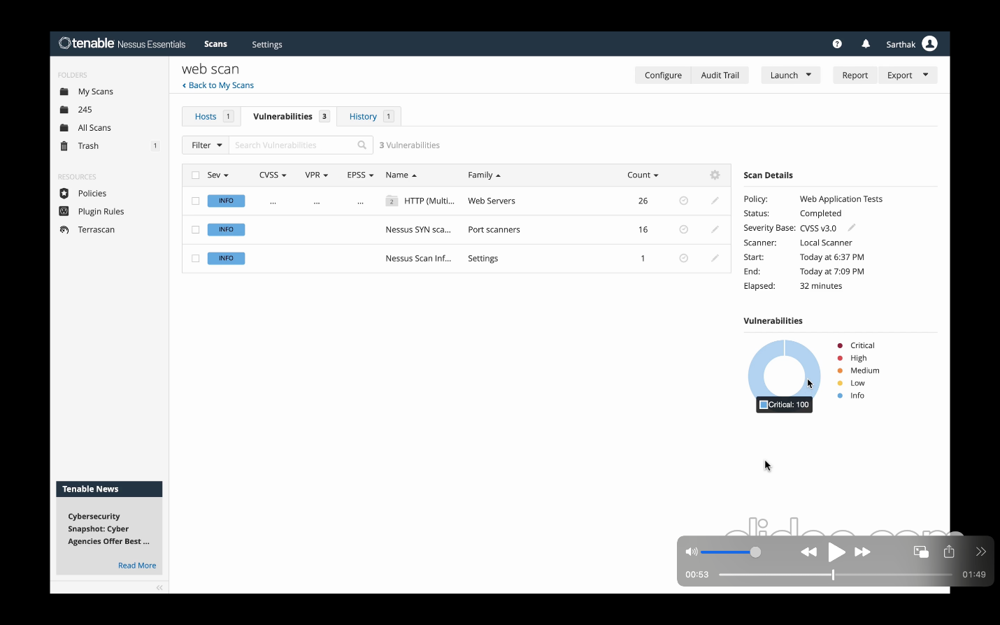 tenable Nessus Essentials Scans Settings Sarthak
FOLDERS
My Scans
245
All Scans
Trash 1
RESOURCES
Policies
Plugin Rules
Terrascan
Tenable News
Cybersecurity
Snapshot: Cyber
Agencies Offer Best ...
Read More
web scan
Back to My Scans
Configure Audit Trail Launch Report Export
Hosts 1 Vulnerabilities 3 History 1
Filter Search Vulnerabilities 3 Vulnerabilities
Sev CVSS VPR EPSS Name Family Count
INFO ... ... ... 2 HTTP (Multi... Web Servers 26
INFO Nessus SYN sca... Port scanners 16
INFO Nessus Scan Inf... Settings 1
Scan Details
Policy: Web Application Tests
Status: Completed
Severity Base: CVSS v3.0
Scanner: Local Scanner
Start: Today at 6:37 PM
End: Today at 7:09 PM
Elapsed: 32 minutes
Vulnerabilities
Critical
High
Medium
Low
Info
Critical: 100
00:53 01:49